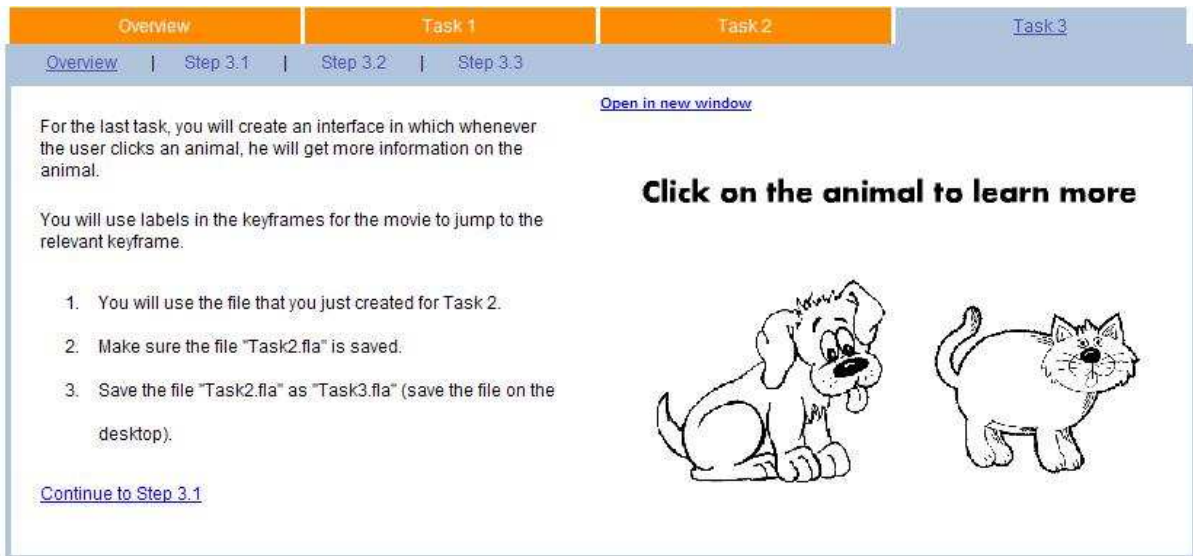 Overview Task 1 Task 2 Task 3
Overview | Step 3.1 | Step 3.2 | Step 3.3
For the last task, you will create an interface in which whenever
the user clicks an animal, he will get more information on the
animal.
You will use labels in the keyframes for the movie to jump to the
relevant keyframe.
1. You will use the file that you just created for Task 2.
2. Make sure the file "Task2.fla" is saved.
3. Save the file "Task2.fla" as "Task3.fla" (save the file on the
desktop).
Continue to Step 3.1
Open in new window
Click on the animal to learn more